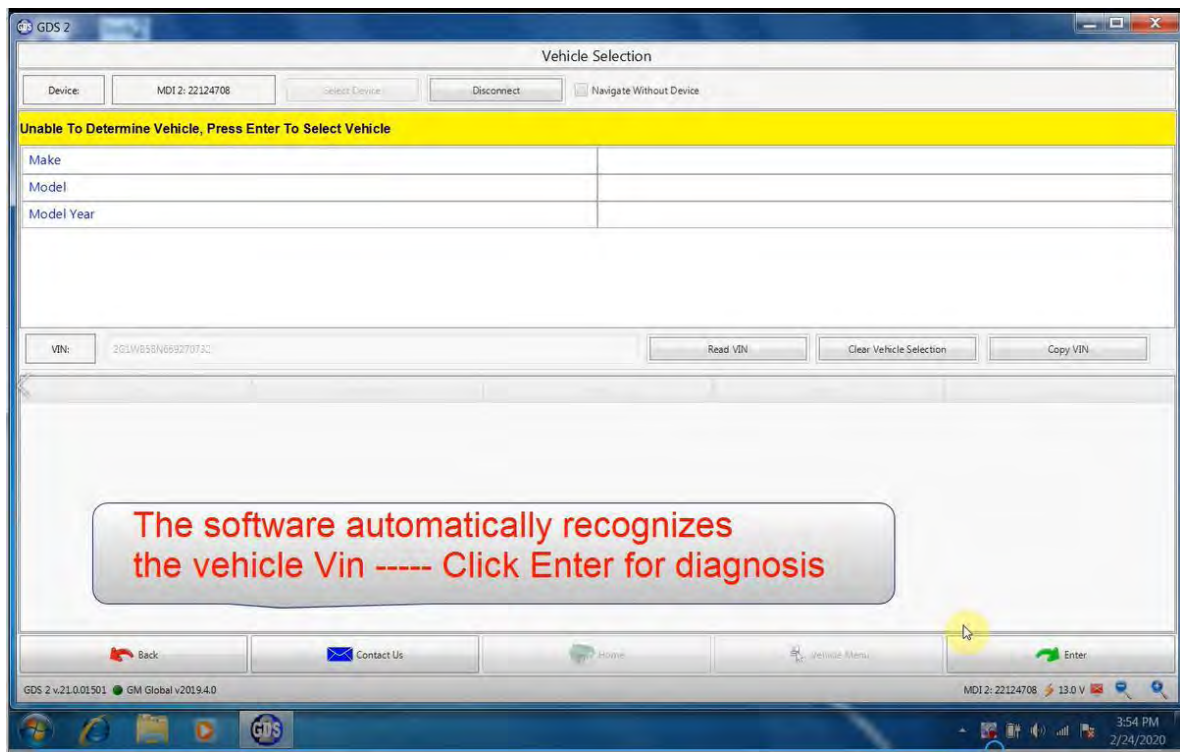 GDS 2
Vehicle Selection
Device: MDI 2: 22124708 Select Device Disconnect Navigate Without Device
Unable To Determine Vehicle, Press Enter To Select Vehicle
Make
Model
Model Year
VIN: Read VIN Clear Vehicle Selection Copy VIN
The software automatically recognizes
the vehicle Vin ----- Click Enter for diagnosis
Back Contact Us Home Vehicle Menu Enter
GDS 2 v.21.0.01501 GM Global v2019.4.0 MDI 2: 22124708 13.0 V
GDS 3:54 PM
2/24/2020